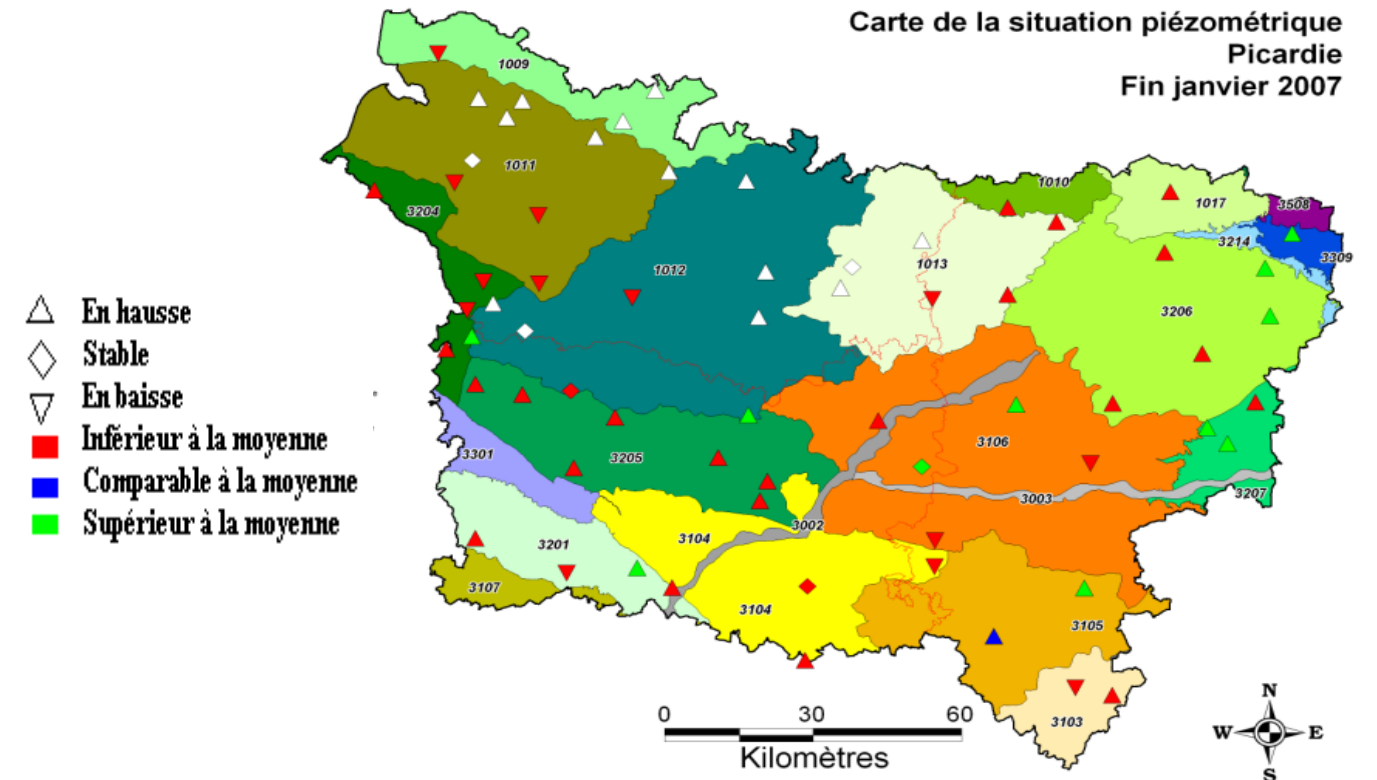 Carte de la situation piézométrique
Picardie
Fin janvier 2007
1009
1011
1010
1017
3508
3204
3214
3309
1012
1013
3206
En hausse
Stable
En baisse
Inférieur à la moyenne
Comparable à la moyenne
Supérieur à la moyenne
3301
3205
3106
3207
3003
3002
3201
3104
3107
3104
3105
3103
0 30 60
Kilomètres
N
W E
S